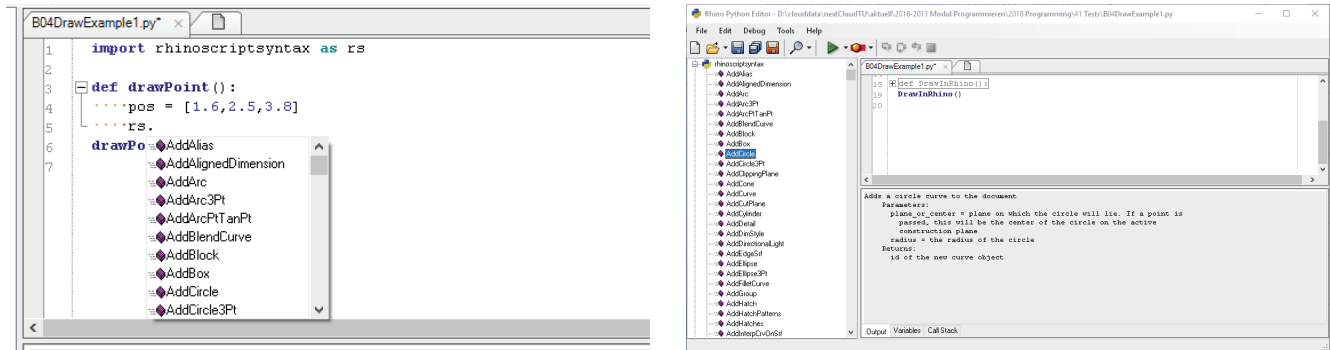 B04DrawExample1.py* ×
1 import rhinoscriptsyntax as rs
2
3 def drawPoint():
4 ····pos = [1.6,2.5,3.8]
5 ····rs.
6 drawPo
7
AddAlias
AddAlignedDimension
AddArc
AddArc3Pt
AddArcPtTanPt
AddBlendCurve
AddBlock
AddBox
AddCircle
AddCircle3Pt
Rhino Python Editor - D:\clouddata\nextCloudTU\aktuell\2018-2013 Modul Programmieren\2018 Programming\41 Tests\B04DrawExample1.py
File Edit Debug Tools Help
rhinoscriptsyntax
AddAlias
AddAlignedDimension
AddArc
AddArc3Pt
AddArcPtTanPt
AddBlendCurve
AddBlock
AddBox
AddCircle
AddCircle3Pt
AddClippingPlane
AddCone
AddCurve
AddCutPlane
AddCylinder
AddDetail
AddDimStyle
AddDirectionalLight
AddEdgeSrf
AddEllipse
AddEllipse3Pt
AddFilletCurve
AddGroup
AddHatch
AddHatchPatterns
AddHatches
AddInterpCrvOnSrf
B04DrawExample1.py* ×
15 def DrawInRhino():
19 DrawInRhino()
20
Adds a circle curve to the document
Parameters:
plane_or_center = plane on which the circle will lie. If a point is
passed, this will be the center of the circle on the active
construction plane
radius = the radius of the circle
Returns:
id of the new curve object
Output Variables Call Stack